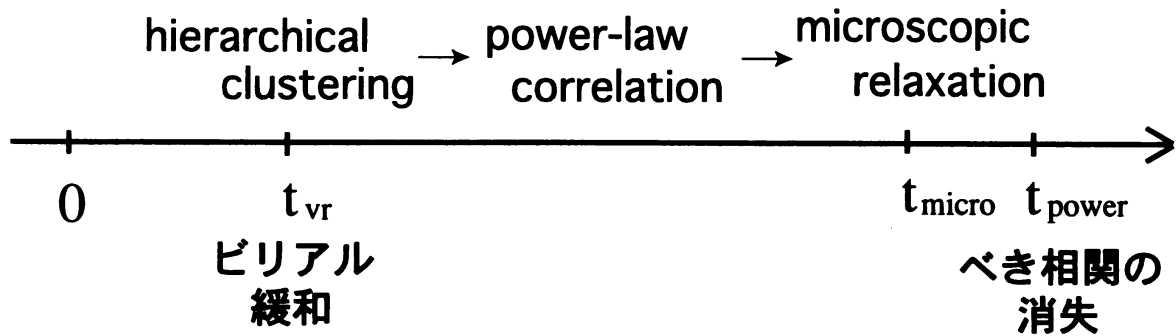 hierarchical clustering → power-law correlation → microscopic relaxation
0 t_vr t_micro t_power
ビリアル緩和
べき相関の消失